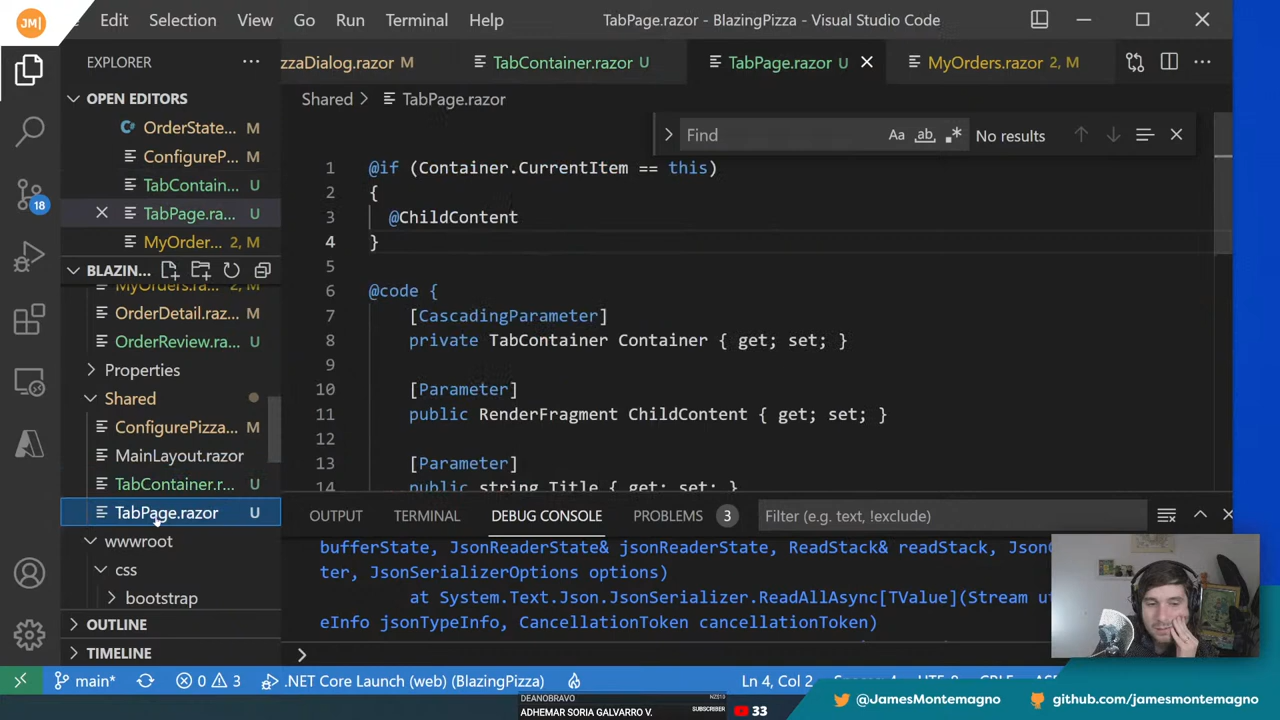 JM|
Edit Selection View Go Run Terminal Help TabPage.razor - BlazingPizza - Visual Studio Code
EXPLORER
zzaDialog.razor M TabContainer.razor U TabPage.razor U MyOrders.razor 2, M
OPEN EDITORS
Shared > TabPage.razor
OrderState... M
ConfigureP... M
TabContain... U
TabPage.ra... U
MyOrder... 2, M
Find Aa ab No results
BLAZIN...
MyOrders.ra... 2, M
OrderDetail.raz... M
OrderReview.ra... U
Properties
Shared
ConfigurePizza... M
MainLayout.razor
TabContainer.r... U
TabPage.razor U
wwwroot
css
bootstrap
OUTLINE
TIMELINE
18
1 @if (Container.CurrentItem == this)
2 {
3 @ChildContent
4 }
5
6 @code {
7 [CascadingParameter]
8 private TabContainer Container { get; set; }
9
10 [Parameter]
11 public RenderFragment ChildContent { get; set; }
12
13 [Parameter]
14 public string Title { get; set; }
OUTPUT TERMINAL DEBUG CONSOLE PROBLEMS 3 Filter (e.g. text, !exclude)
bufferState, JsonReaderState& jsonReaderState, ReadStack& readStack, Json
ter, JsonSerializerOptions options)
at System.Text.Json.JsonSerializer.ReadAllAsync[TValue](Stream
eInfo jsonTypeInfo, CancellationToken cancellationToken)
main* 0 3 .NET Core Launch (web) (BlazingPizza) Ln 4, Col 2
DEANOBRAVO
ADHEMAR SORIA GALVARRO V.
NZS10
SUBSCRIBER
33
@JamesMontemagno github.com/jamesmontemagno